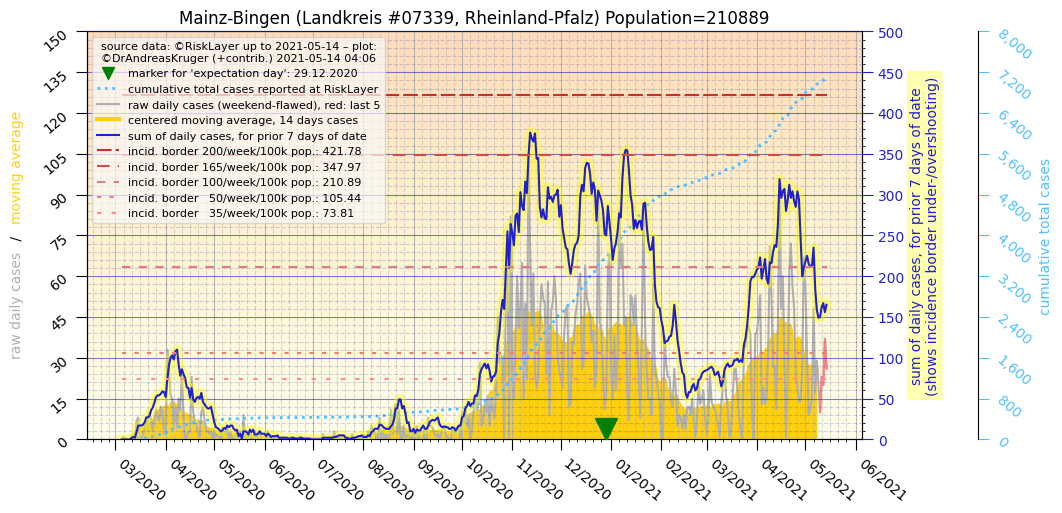 Mainz-Bingen (Landkreis #07339, Rheinland-Pfalz) Population=210889
source data: ©RiskLayer up to 2021-05-14 – plot:
©DrAndreasKruger (+contrib.) 2021-05-14 04:06
marker for 'expectation day': 29.12.2020
cumulative total cases reported at RiskLayer
raw daily cases (weekend-flawed), red: last 5
centered moving average, 14 days cases
sum of daily cases, for prior 7 days of date
incid. border 200/week/100k pop.: 421.78
incid. border 165/week/100k pop.: 347.97
incid. border 100/week/100k pop.: 210.89
incid. border   50/week/100k pop.: 105.44
incid. border   35/week/100k pop.: 73.81
raw daily cases  /  moving average
150
135
120
105
90
75
60
45
30
15
0
500
450
400
350
300
250
200
150
100
50
0
sum of daily cases, for prior 7 days of date
(shows incidence border under-/overshooting)
8,000
7,200
6,400
5,600
4,800
4,000
3,200
2,400
1,600
800
0
cumulative total cases
03/2020
04/2020
05/2020
06/2020
07/2020
08/2020
09/2020
10/2020
11/2020
12/2020
01/2021
02/2021
03/2021
04/2021
05/2021
06/2021